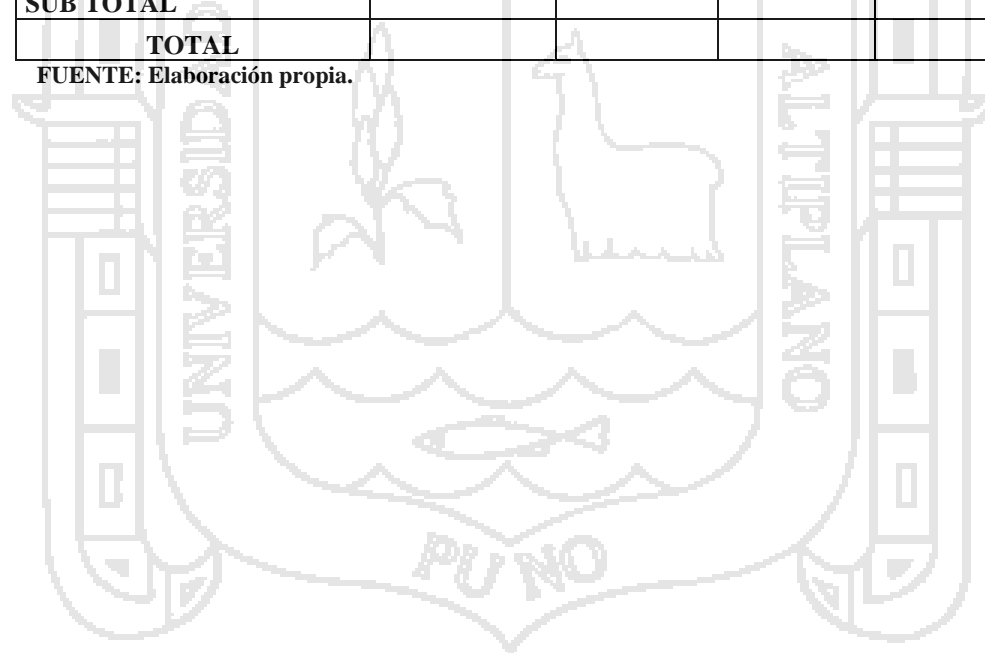 SUB TOTAL
TOTAL
FUENTE: Elaboración propia.
UNIVERSIDAD
ALTIPLANO
PUNO